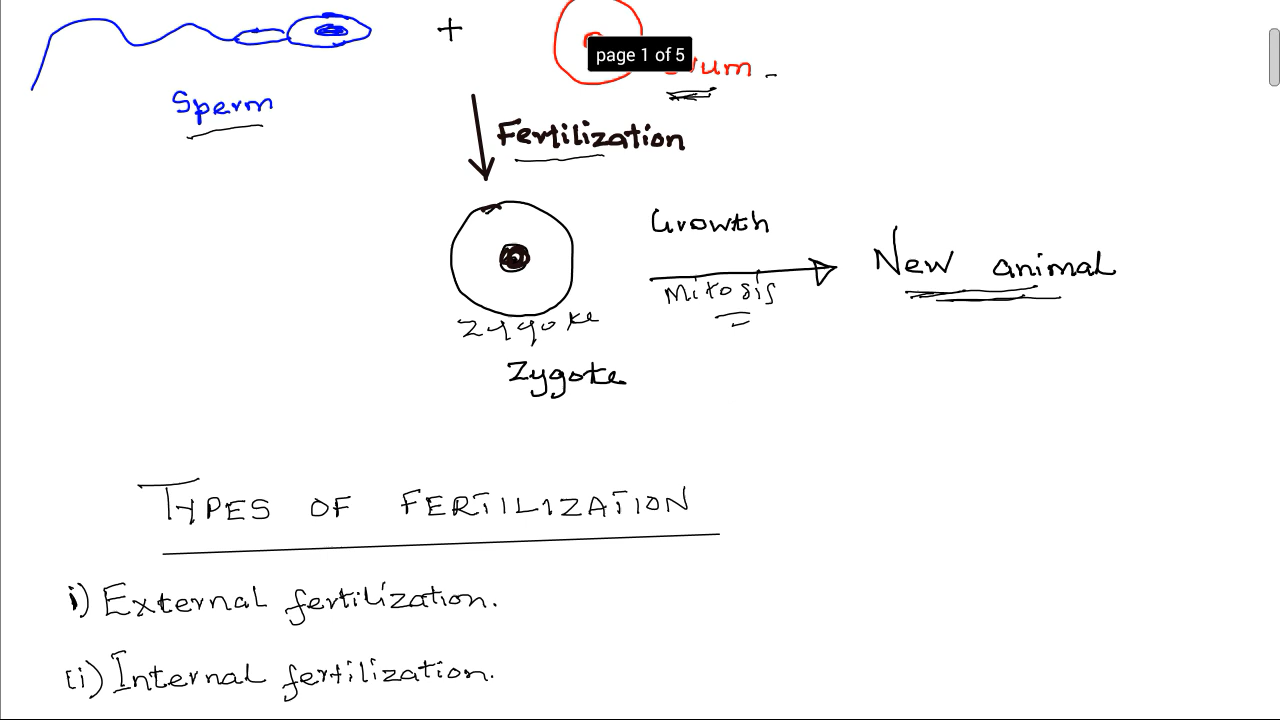 +
page 1 of 5
Sperm
Fertilization
Growth
Mitosis
New animal
Zygote
Zygote
TYPES OF FERTILIZATION
i) External fertilization.
(i) Internal fertilization.